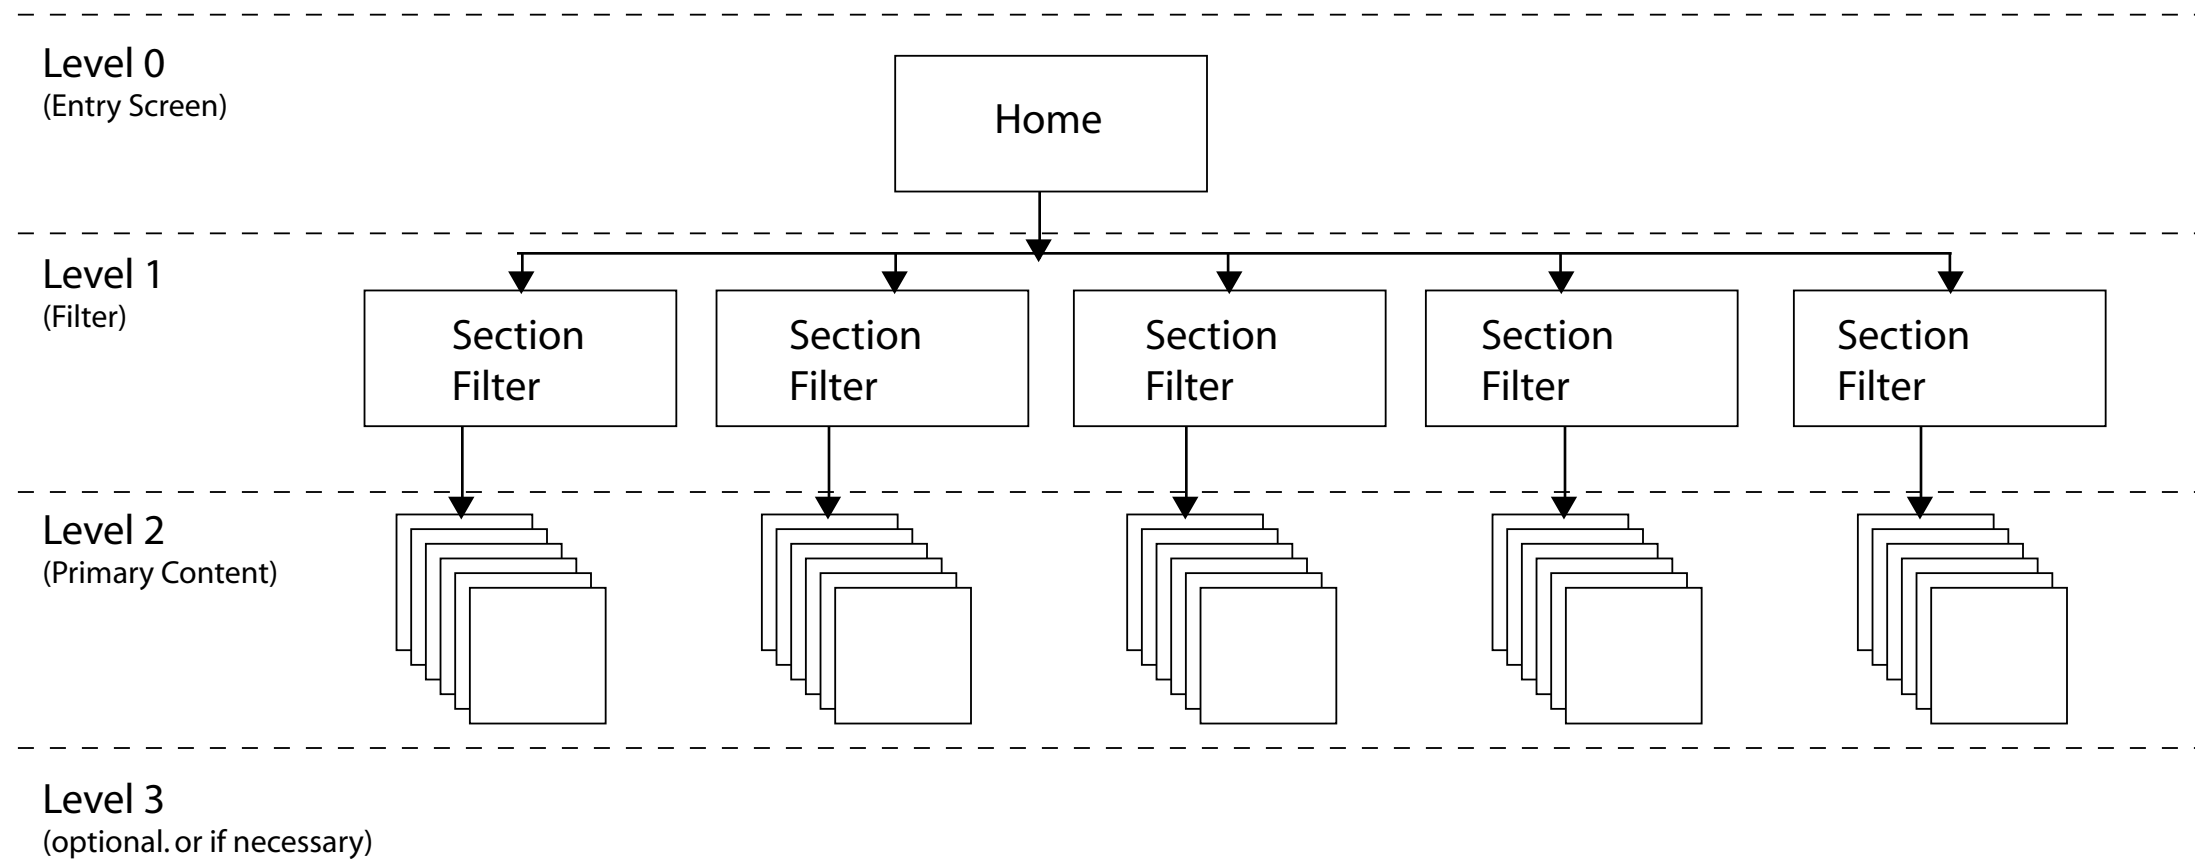 Level 0
(Entry Screen)
Home
Level 1
(Filter)
Section
Filter
Section
Filter
Section
Filter
Section
Filter
Section
Filter
Level 2
(Primary Content)
Level 3
(optional. or if necessary)